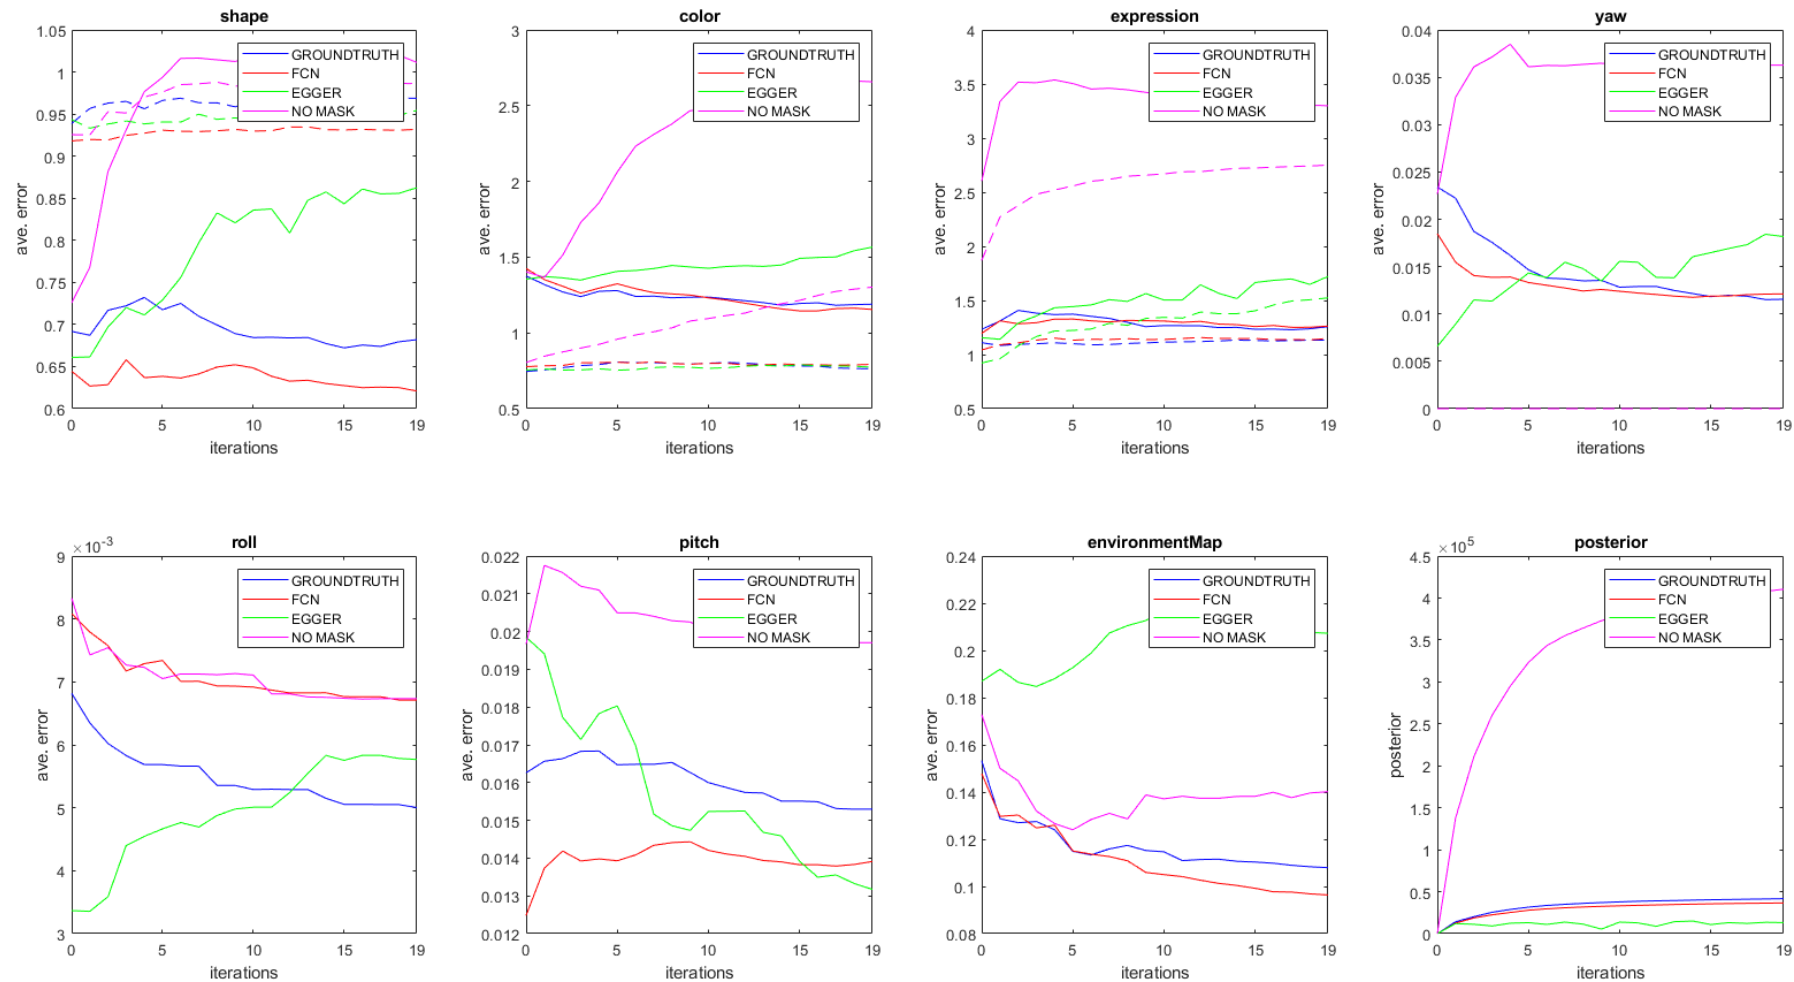 shape
1.05
1
0.95
0.9
0.85
0.8
0.75
0.7
0.65
0.6
ave. error
GROUNDTRUTH
FCN
EGGER
NO MASK
0 5 10 15 19
iterations
color
3
2.5
2
1.5
1
0.5
ave. error
GROUNDTRUTH
FCN
EGGER
NO MASK
0 5 10 15 19
iterations
expression
4
3.5
3
2.5
2
1.5
1
0.5
ave. error
GROUNDTRUTH
FCN
EGGER
NO MASK
0 5 10 15 19
iterations
yaw
0.04
0.035
0.03
0.025
0.02
0.015
0.01
0.005
0
ave. error
GROUNDTRUTH
FCN
EGGER
NO MASK
0 5 10 15 19
iterations
roll
×10-3
9
8
7
6
5
4
3
ave. error
GROUNDTRUTH
FCN
EGGER
NO MASK
0 5 10 15 19
iterations
pitch
0.022
0.021
0.02
0.019
0.018
0.017
0.016
0.015
0.014
0.013
0.012
ave. error
GROUNDTRUTH
FCN
EGGER
NO MASK
0 5 10 15 19
iterations
environmentMap
0.24
0.22
0.2
0.18
0.16
0.14
0.12
0.1
0.08
ave. error
GROUNDTRUTH
FCN
EGGER
NO MASK
0 5 10 15 19
iterations
posterior
×105
4.5
4
3.5
3
2.5
2
1.5
1
0.5
0
posterior
GROUNDTRUTH
FCN
EGGER
NO MASK
0 5 10 15 19
iterations